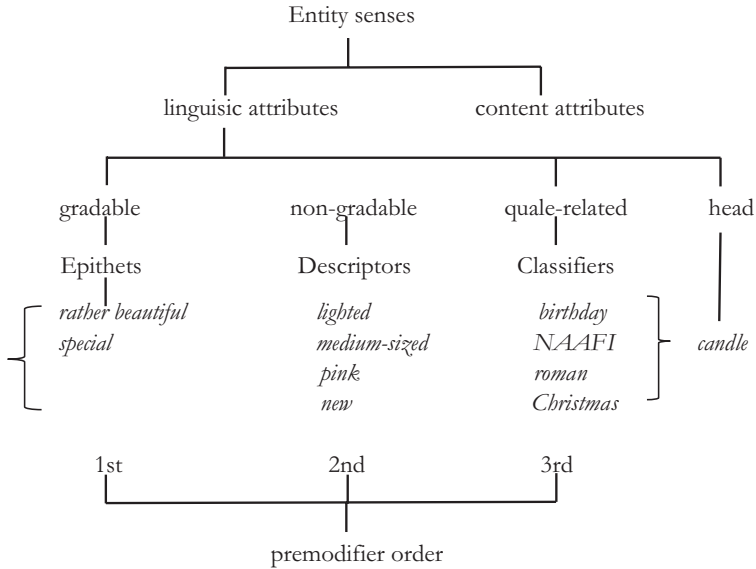 Entity senses
linguisic attributes content attributes
gradable non-gradable quale-related head
Epithets Descriptors Classifiers
rather beautiful lighted birthday
special medium-sized NAAFI candle
pink roman
new Christmas
1st 2nd 3rd
premodifier order